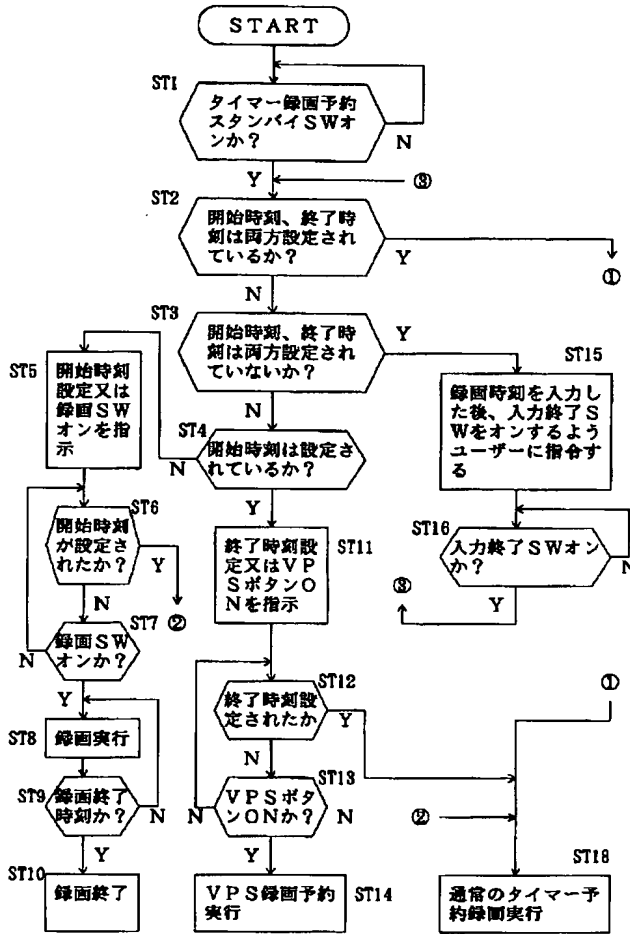 START
ST1
タイマー録画予約
スタンバイSWオ
ンか?
N
Y
③
ST2
開始時刻、終了時
刻は両方設定され
ているか?
Y
①
N
ST3
開始時刻、終了時
刻は両方設定され
ていないか?
Y
N
ST5
開始時刻
設定又は
録画SW
オンを指
示
ST4
開始時刻は設定さ
れているか?
N
Y
ST15
録画時刻を入力し
た後、入力終了S
Wをオンするよう
ユーザーに指令す
る
ST6
開始時刻
が設定さ
れたか?
Y
②
N
ST11
終了時刻設
定又はVP
SボタンO
Nを指示
ST16
入力終了SWオン
か?
N
Y
③
ST7
録画SW
オンか?
N
Y
ST12
終了時刻設
定されたか
Y
N
①
ST8
録画実行
ST9
録画終了
時刻か?
N
Y
ST13
VPSボタ
ンONか?
N
N
Y
②
ST10
録画終了
ST14
VPS録画予約
実行
ST18
通常のタイマー予
約録画実行